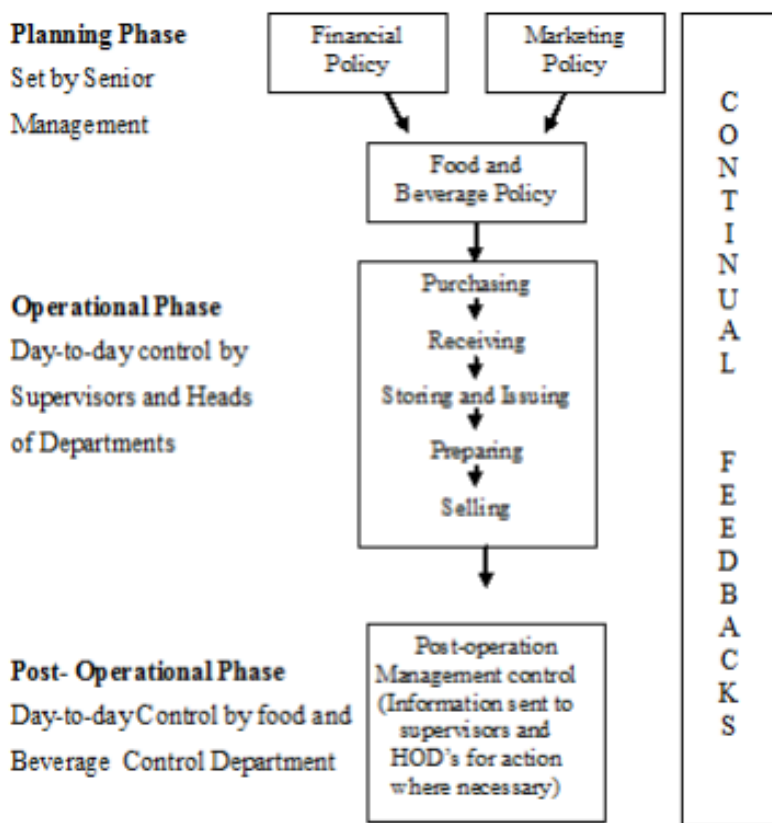 Planning Phase
Set by Senior
Management
Financial
Policy
Marketing
Policy
Food and
Beverage Policy
Operational Phase
Day-to-day control by
Supervisors and Heads
of Departments
Purchasing
Receiving
Storing and Issuing
Preparing
Selling
Post- Operational Phase
Day-to-day Control by food and
Beverage Control Department
Post-operation
Management control
(Information sent to
supervisors and
HOD's for action
where necessary)
C
O
N
T
I
N
U
A
L
F
E
E
D
B
A
C
K
S